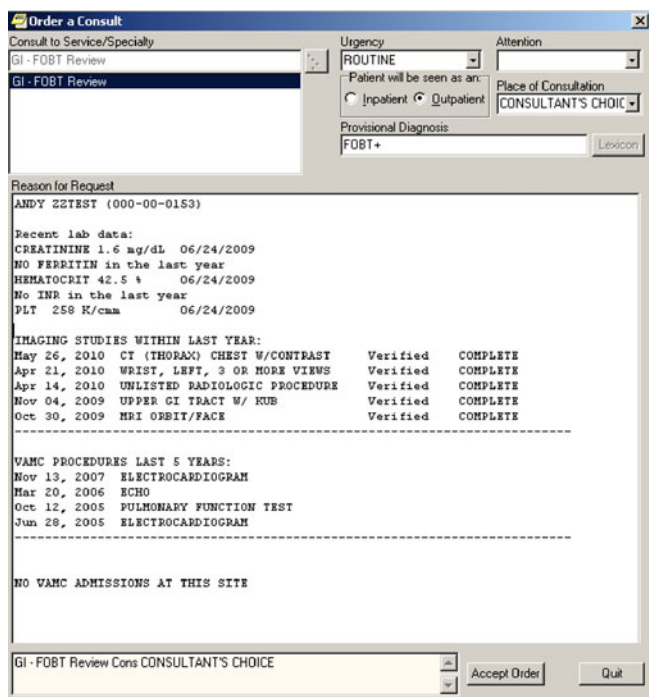 Order a Consult
Consult to Service/Specialty
GI - FOBT Review
GI - FOBT Review
Urgency
ROUTINE
Attention
Patient will be seen as an:
Inpatient Outpatient
Place of Consultation
CONSULTANT'S CHOIC
Provisional Diagnosis
FOBT+
Lexicon
Reason for Request
ANDY ZZTEST (000-00-0153)
Recent lab data:
CREATININE 1.6 mg/dL 06/24/2009
NO FERRITIN in the last year
HEMATOCRIT 42.5 % 06/24/2009
No INR in the last year
PLT 258 K/cmm 06/24/2009
IMAGING STUDIES WITHIN LAST YEAR:
May 26, 2010 CT (THORAX) CHEST W/CONTRAST Verified COMPLETE
Apr 21, 2010 WRIST, LEFT, 3 OR MORE VIEWS Verified COMPLETE
Apr 14, 2010 UNLISTED RADIOLOGIC PROCEDURE Verified COMPLETE
Nov 04, 2009 UPPER GI TRACT W/ KUB Verified COMPLETE
Oct 30, 2009 MRI ORBIT/FACE Verified COMPLETE
--------------------------------------------------------------
VAMC PROCEDURES LAST 5 YEARS:
Nov 13, 2007 ELECTROCARDIOGRAM
Mar 20, 2006 ECHO
Oct 12, 2005 PULMONARY FUNCTION TEST
Jun 28, 2005 ELECTROCARDIOGRAM
--------------------------------------------------------------
NO VAMC ADMISSIONS AT THIS SITE
GI - FOBT Review Cons CONSULTANT'S CHOICE
Accept Order
Quit